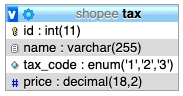 v shopee tax
id : int(11)
name : varchar(255)
tax_code : enum('1','2','3')
# price : decimal(18,2)